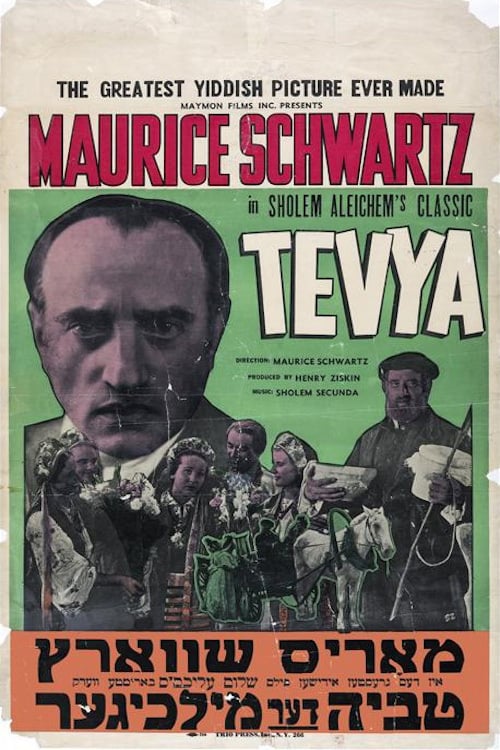 THE GREATEST YIDDISH PICTURE EVER MADE
MAYMON FILMS INC. PRESENTS
MAURICE SCHWARTZ
in SHOLEM ALEICHEM'S CLASSIC
TEVYA
DIRECTION: MAURICE SCHWARTZ
PRODUCED BY HENRY ZISKIN
MUSIC: SHOLEM SECUNDA
מאריס שווארץ
אין דעם גרעסטען אידישען פילם שלום עליכם'ס בארימטע ווערק
טביה דער מילכיגער
TRIO PRESS, Inc., N.Y. 266